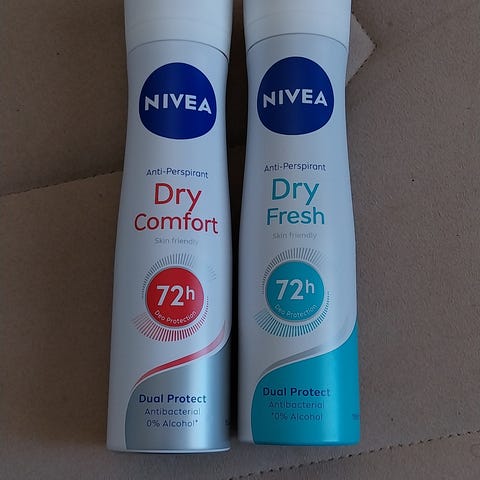 NIVEA
Anti-Perspirant
Dry
Comfort
Skin friendly
72h
Deo Protection
Dual Protect
Antibacterial
0% Alcohol*
NIVEA
Anti-Perspirant
Dry
Fresh
Skin friendly
72h
Deo Protection
Dual Protect
Antibacterial
*0% Alcohol